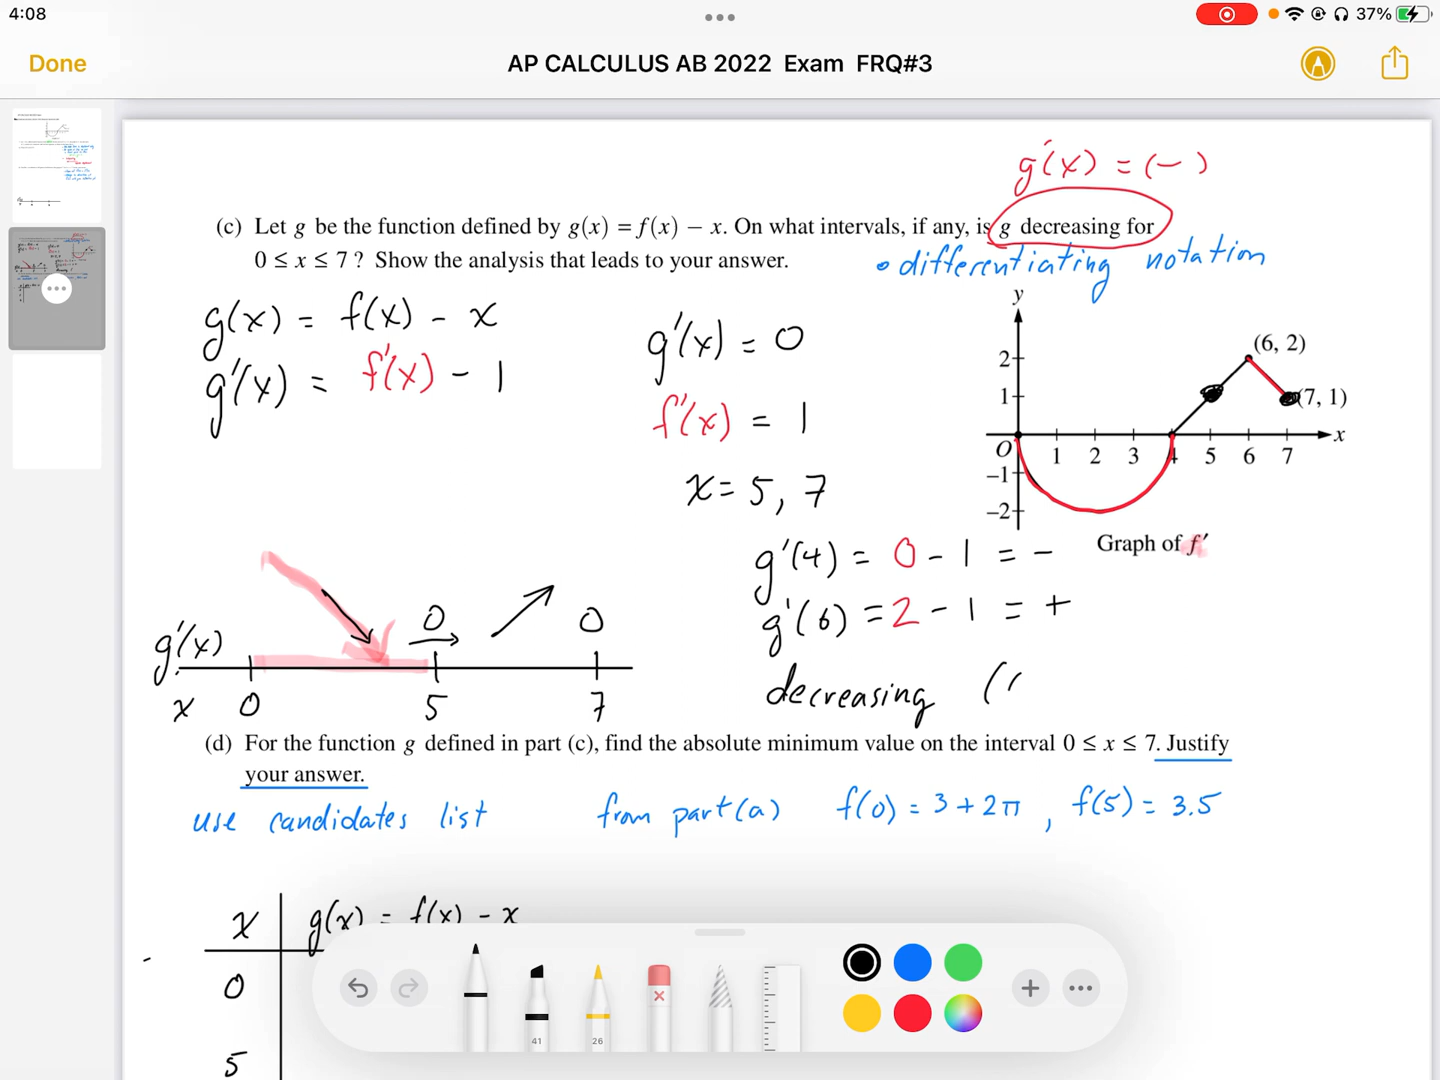 4:08
37%
Done
AP CALCULUS AB 2022 Exam FRQ#3
g'(x) = (-)
(c) Let g be the function defined by g(x) = f(x) − x. On what intervals, if any, is g decreasing for
0 ≤ x ≤ 7? Show the analysis that leads to your answer.
• differentiating notation
g(x) = f(x) - x
g'(x) = f'(x) - 1
g'(x) = 0
f'(x) = 1
x = 5, 7
y
(6, 2)
2
1
(7, 1)
x
O 1 2 3 4 5 6 7
−1
−2
Graph of f'
g'(4) = 0 - 1 = -
g'(6) = 2 - 1 = +
decreasing (
g'(x) 0 0
x 0 5 7
(d) For the function g defined in part (c), find the absolute minimum value on the interval 0 ≤ x ≤ 7. Justify
your answer.
use candidates list from part(a) f(0) = 3 + 2π , f(5) = 3.5
x g(x) = f(x) - x
0
5
41
26